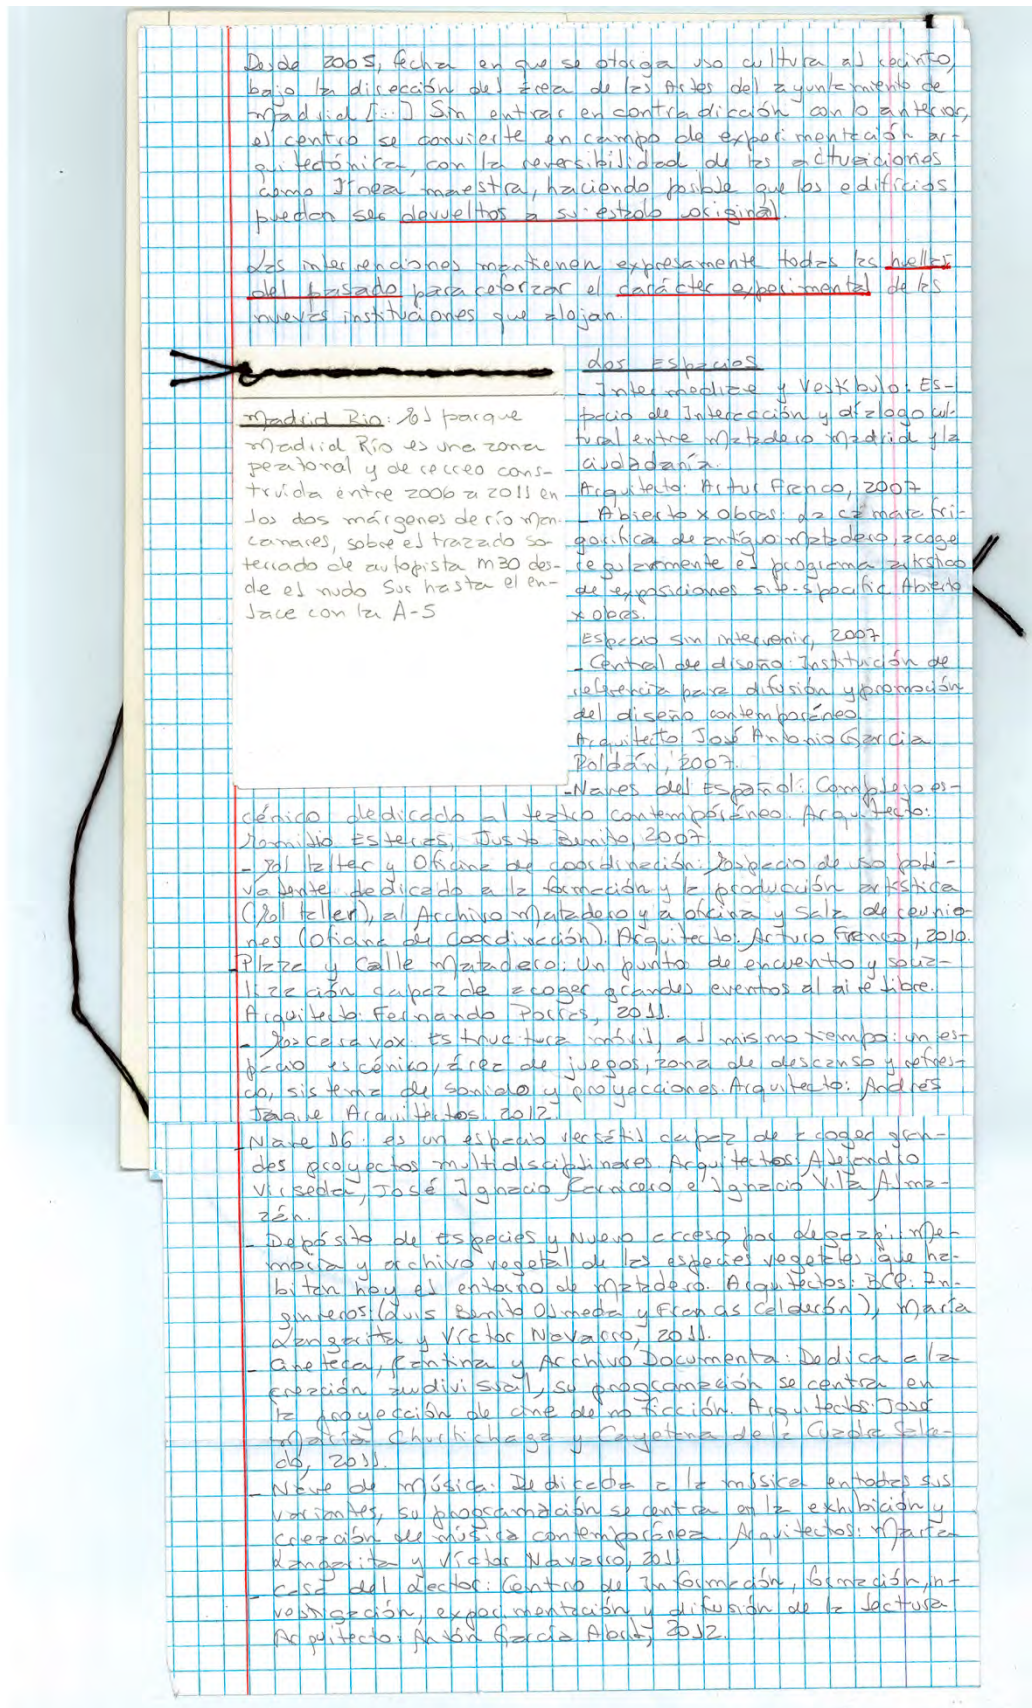 Desde 2005, fecha en que se otorga uso cultura al recinto,
bajo la dirección del área de las Artes del ayuntamiento de
Madrid [...] Sin entrar en contradicción con lo anterior,
el centro se convierte en campo de experimentación ar-
quitectónica, con la reversibilidad de las actuaciones
como línea maestra, haciendo posible que los edificios
puedan ser devueltos a su estado original.
Las intervenciones mantienen expresamente todas las huellas
del pasado para reforzar el carácter experimental de las
nuevas instituciones que alojan.
Madrid Rio: El parque
Madrid Río es una zona
peatonal y de recreo cons-
truida entre 2006 a 2011 en
los dos márgenes de río Man-
canares, sobre el trazado so-
terrado de autopista M30 des-
de el nudo Sur hasta el en-
lace con la A-5
Los Espacios
- Intermediae y Vestíbulo: Es-
pacio de Interacción y diálogo cul-
tural entre Matadero Madrid y la
ciudadanía.
Arquitecto: Artur Franco, 2007
- Abierto x Obras: La cámara fri-
gorífica de antiguo matadero, acoge
regularmente el programa artístico
de exposiciones site-specific Abierto
x obras.
Espacio sin intervenir, 2007
- Central de diseño: Institución de
referencia para difusión y promoción
del diseño contemporáneo.
Arquitecto José Antonio García
Roldán, 2007.
- Naves del Español: Complejo es-
cénico dedicado al teatro contemporáneo. Arquitecto:
Emilio Esteras, Justo Benito, 2007.
- El taller y Oficina de coordinación: Espacio de uso poli-
valente dedicado a la formación y la producción artística
(El taller), al Archivo Matadero y a oficina y Sala de reunio-
nes (Oficina de Coordinación). Arquitecto: Arturo Franco, 2010.
- Plaza y Calle Matadero: Un punto de encuentro y socia-
lización capaz de acoger grandes eventos al aire libre.
Arquitecto: Fernando Porras, 2011.
- Escaravox: Estructura móvil, al mismo tiempo: un es-
pacio escénico, área de juegos, zona de descanso y refres-
co, sistema de sonido y proyecciones. Arquitecto: Andrés
Jaque Arquitectos. 2012
Nave 16: es un espacio versátil capaz de acoger gran-
des proyectos multidisciplinares. Arquitectos: Alejandro
Virseda, José Ignacio Carnicero e Ignacio Vila Alma-
zán.
- Depósito de Especies y Nuevo acceso por Legazpi: me-
moria y archivo vegetal de las especies vegetales que ha-
bitan hoy el entorno de Matadero. Arquitectos: BCP: In-
ginieros (Luis Benito Olmeda y Calderón), María
Langarita y Víctor Navarro, 2011.
- Cineteca, Cantina y Archivo Documenta: Dedica a la
creación audivisual, su programación se centra en
la proyección de cine de no ficción. Arquitectos: José
María Churtichaga y Cayetana de la Cuadra Salce-
do, 2011.
- Nave de Música: Dedicada a la música en todas sus
variantes, su programación se centra en la exhibición y
creación de música contemporánea. Arquitectos: María
Langarita y Víctor Navarro, 2011
- Casa del Lector: Centro de Información, formación, in-
vestigación, experimentación y difusión de la lectura
Arquitecto: Antón García Abril, 2012.